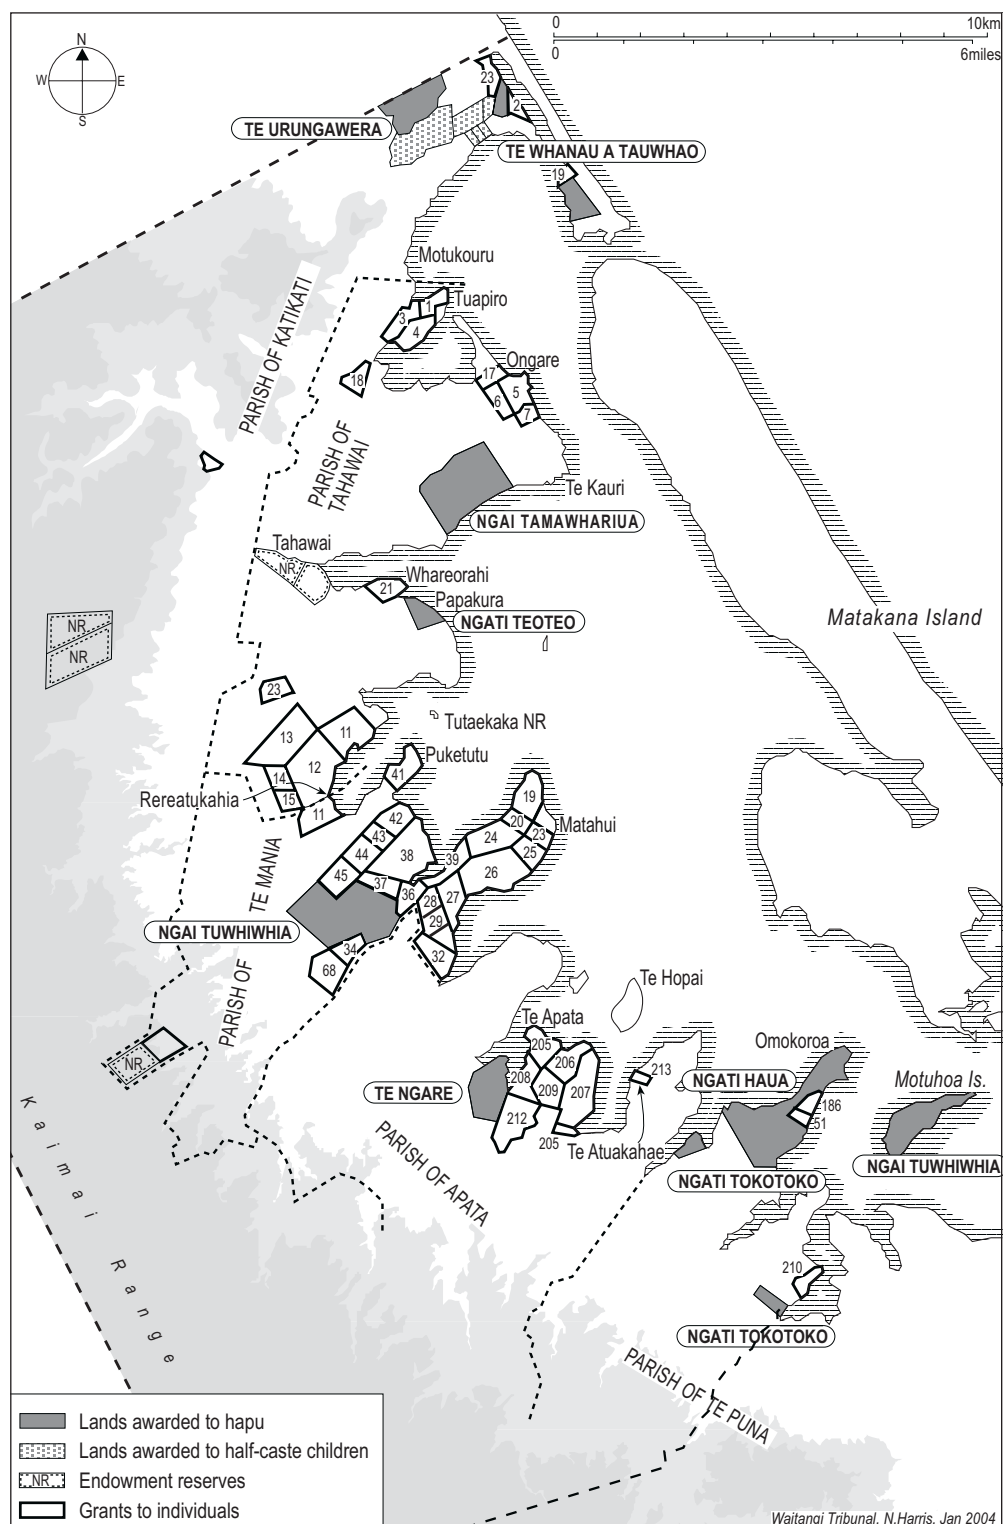 0 10km
0 6miles
N
W E
S
23
2
TE URUNGAWERA
TE WHANAU A TAUWHAO
19
Motukouru
Tuapiro
1
3
4
PARISH OF KATIKATI
Ongare
18
17
5
6
7
PARISH OF
TAHAWAI
Te Kauri
NGAI TAMAWHARIUA
Tahawai
NR
Whareorahi
21
Papakura
NGATI TEOTEO
Matakana Island
NR
NR
23
Tutaekaka NR
13
11
12
Puketutu
14
41
15
Rereatukahia
11
19
42
20
Matahui
43
23
24
44
38
25
39
45
26
37
36
27
28
29
NGAI TUWHIWHIA
34
32
68
PARISH OF TE MANIA
Te Hopai
Te Apata
205
206
Omokoroa
NR
208
213
NGATI HAUA
Motuhoa Is.
TE NGARE
209
207
186
51
212
205
Te Atuakahae
NGAI TUWHIWHIA
NGATI TOKOTOKO
PARISH OF APATA
Kaimai Range
210
NGATI TOKOTOKO
PARISH OF TE PUNA
Lands awarded to hapu
Lands awarded to half-caste children
NR Endowment reserves
Grants to individuals
Waitangi Tribunal, N.Harris, Jan 2004